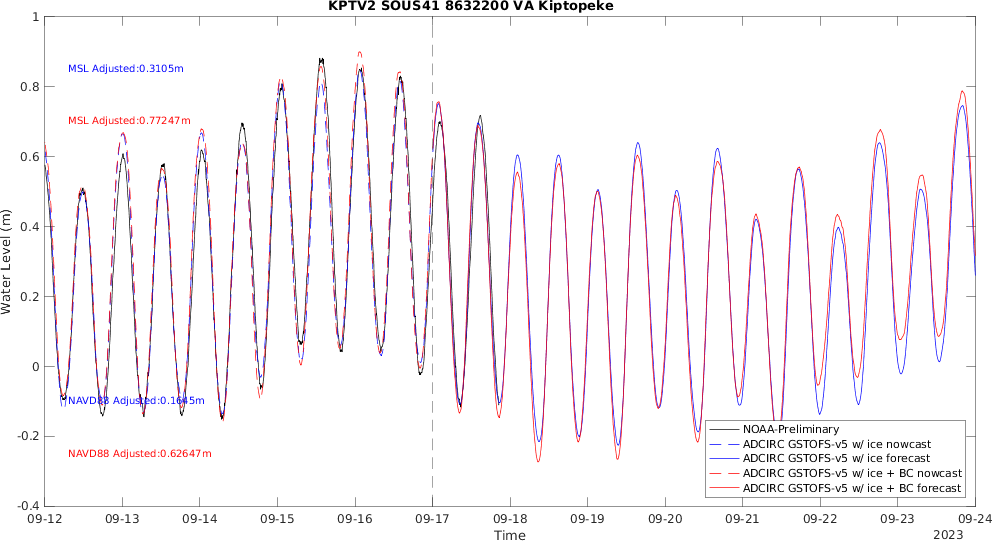 KPTV2 SOUS41 8632200 VA Kiptopeke
1
0.8
0.6
0.4
0.2
0
-0.2
-0.4
Water Level (m)
MSL Adjusted:0.3105m
MSL Adjusted:0.77247m
NAVD88 Adjusted:0.1645m
NAVD88 Adjusted:0.62647m
NOAA-Preliminary
ADCIRC GSTOFS-v5 w/ ice nowcast
ADCIRC GSTOFS-v5 w/ ice forecast
ADCIRC GSTOFS-v5 w/ ice + BC nowcast
ADCIRC GSTOFS-v5 w/ ice + BC forecast
09-12 09-13 09-14 09-15 09-16 09-17 09-18 09-19 09-20 09-21 09-22 09-23 09-24
Time
2023